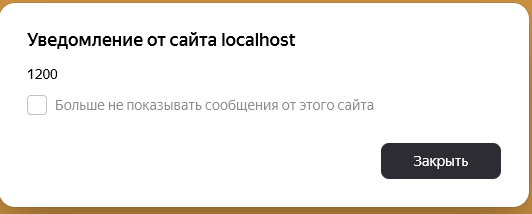 Уведомление от сайта localhost
1200
Больше не показывать сообщения от этого сайта
Закрыть